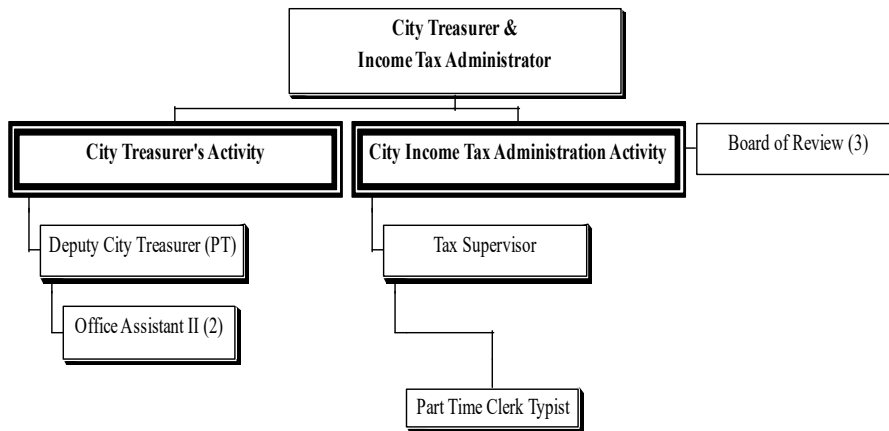 City Treasurer &
Income Tax Administrator
City Treasurer's Activity
City Income Tax Administration Activity
Board of Review (3)
Deputy City Treasurer (PT)
Tax Supervisor
Office Assistant II (2)
Part Time Clerk Typist